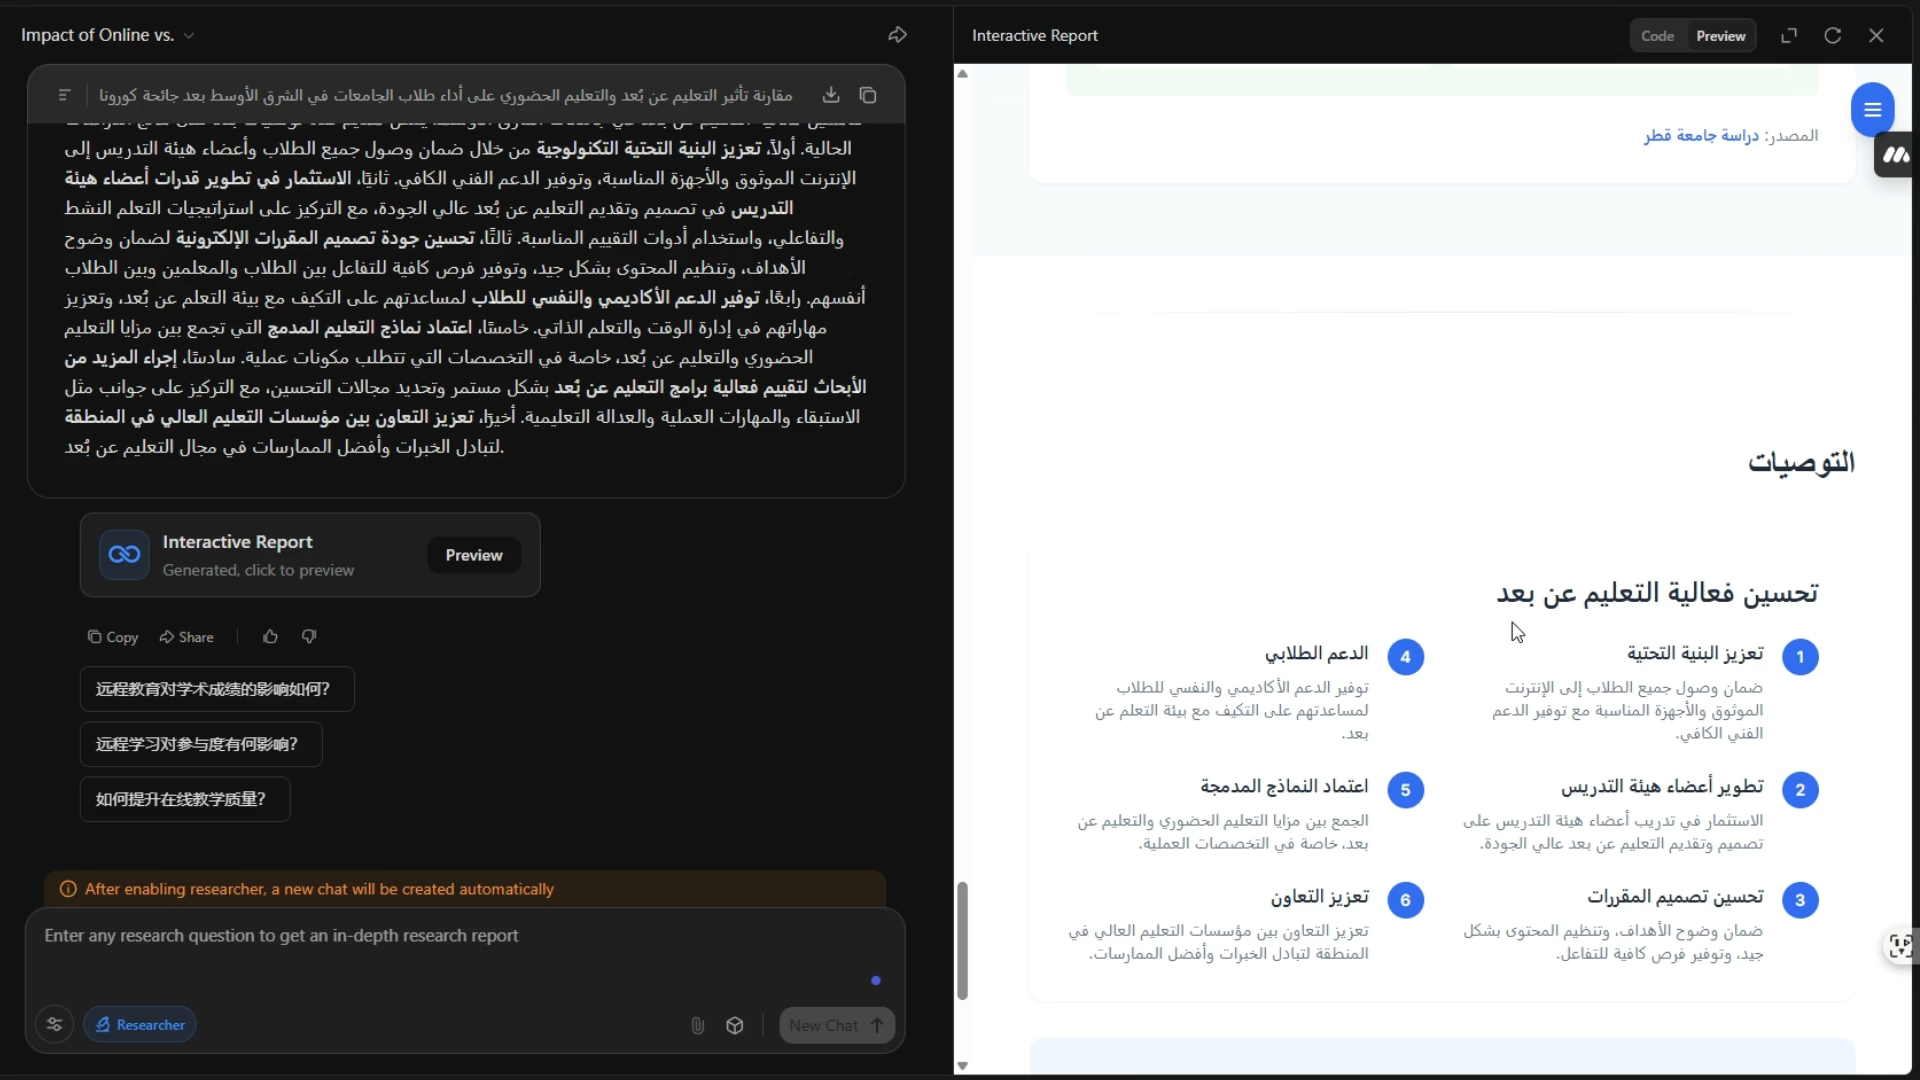 Impact of Online vs.
مقارنة تأثير التعليم عن بُعد والتعليم الحضوري على أداء طلاب الجامعات في الشرق الأوسط بعد جائحة كورونا
الحالية. أولاً، تعزيز البنية التحتية التكنولوجية من خلال ضمان وصول جميع الطلاب وأعضاء هيئة التدريس إلى
الإنترنت الموثوق والأجهزة المناسبة، وتوفير الدعم الفني الكافي. ثانيًا، الاستثمار في تطوير قدرات أعضاء هيئة
التدريس في تصميم وتقديم التعليم عن بُعد عالي الجودة، مع التركيز على استراتيجيات التعلم النشط
والتفاعلي، واستخدام أدوات التقييم المناسبة. ثالثًا، تحسين جودة تصميم المقررات الإلكترونية لضمان وضوح
الأهداف، وتنظيم المحتوى بشكل جيد، وتوفير فرص كافية للتفاعل بين الطلاب والمعلمين وبين الطلاب
أنفسهم. رابعًا، توفير الدعم الأكاديمي والنفسي للطلاب لمساعدتهم على التكيف مع بيئة التعلم عن بُعد، وتعزيز
مهاراتهم في إدارة الوقت والتعلم الذاتي. خامسًا، اعتماد نماذج التعليم المدمج التي تجمع بين مزايا التعليم
الحضوري والتعليم عن بُعد، خاصة في التخصصات التي تتطلب مكونات عملية. سادسًا، إجراء المزيد من
الأبحاث لتقييم فعالية برامج التعليم عن بُعد بشكل مستمر وتحديد مجالات التحسين، مع التركيز على جوانب مثل
الاستبقاء والمهارات العملية والعدالة التعليمية. أخيرًا، تعزيز التعاون بين مؤسسات التعليم العالي في المنطقة
لتبادل الخبرات وأفضل الممارسات في مجال التعليم عن بُعد.
Interactive Report
Generated, click to preview
Preview
Copy
Share
远程教育对学术成绩的影响如何？
远程学习对参与度有何影响？
如何提升在线教学质量？
After enabling researcher, a new chat will be created automatically
Enter any research question to get an in-depth research report
Researcher
New Chat
Interactive Report
Code
Preview
المصدر: دراسة جامعة قطر
التوصيات
تحسين فعالية التعليم عن بعد
1
تعزيز البنية التحتية
ضمان وصول جميع الطلاب إلى الإنترنت
الموثوق والأجهزة المناسبة مع توفير الدعم
الفني الكافي.
2
تطوير أعضاء هيئة التدريس
الاستثمار في تدريب أعضاء هيئة التدريس على
تصميم وتقديم التعليم عن بعد عالي الجودة.
3
تحسين تصميم المقررات
ضمان وضوح الأهداف، وتنظيم المحتوى بشكل
جيد، وتوفير فرص كافية للتفاعل.
4
الدعم الطلابي
توفير الدعم الأكاديمي والنفسي للطلاب
لمساعدتهم على التكيف مع بيئة التعلم عن
بعد.
5
اعتماد النماذج المدمجة
الجمع بين مزايا التعليم الحضوري والتعليم عن
بعد، خاصة في التخصصات العملية.
6
تعزيز التعاون
تعزيز التعاون بين مؤسسات التعليم العالي في
المنطقة لتبادل الخبرات وأفضل الممارسات.